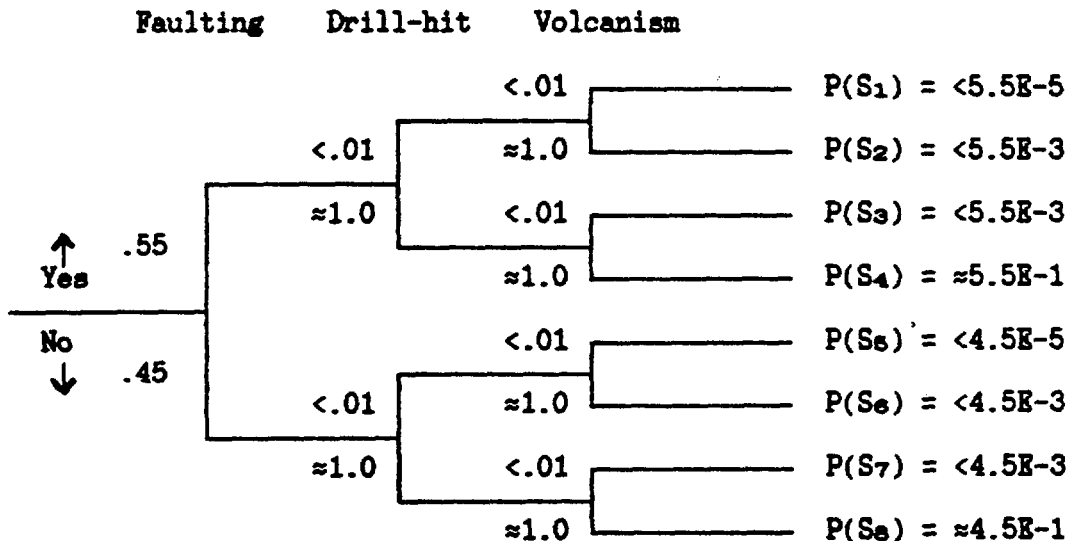 Faulting Drill-hit Volcanism
<.01 P(S1) = <5.5E-5
<.01 ≈1.0 P(S2) = <5.5E-3
≈1.0 <.01 P(S3) = <5.5E-3
↑ .55
Yes ≈1.0 P(S4) = ≈5.5E-1
No <.01 P(S5) = <4.5E-5
↓ .45
<.01 ≈1.0 P(S6) = <4.5E-3
≈1.0 <.01 P(S7) = <4.5E-3
≈1.0 P(S8) = ≈4.5E-1